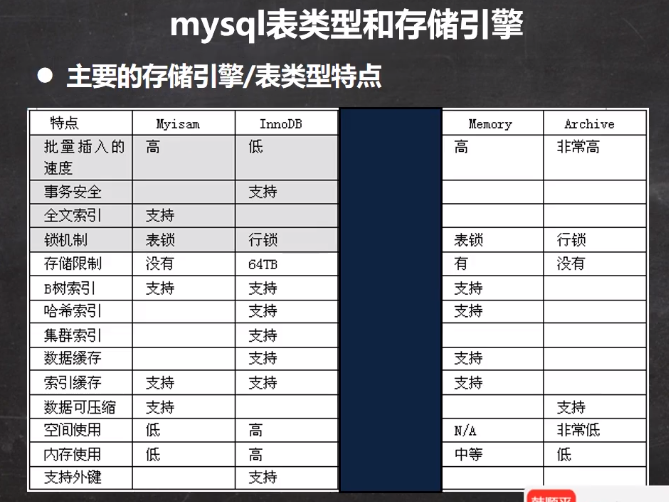 mysql表类型和存储引擎
● 主要的存储引擎/表类型特点
特点 Myisam InnoDB Memory Archive
批量插入的 高 低 高 非常高
速度
事务安全 支持
全文索引 支持
锁机制 表锁 行锁 表锁 行锁
存储限制 没有 64TB 有 没有
B树索引 支持 支持 支持
哈希索引 支持 支持
集群索引 支持
数据缓存 支持 支持
索引缓存 支持 支持 支持
数据可压缩 支持 支持
空间使用 低 高 N/A 非常低
内存使用 低 高 中等 低
支持外键 支持